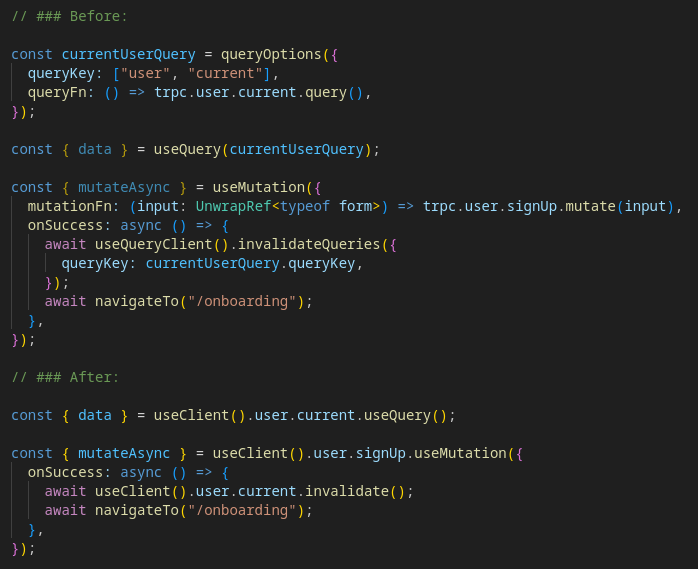 // ### Before:
const currentUserQuery = queryOptions({
queryKey: ["user", "current"],
queryFn: () => trpc.user.current.query(),
});
const { data } = useQuery(currentUserQuery);
const { mutateAsync } = useMutation({
mutationFn: (input: UnwrapRef<typeof form>) => trpc.user.signUp.mutate(input),
onSuccess: async () => {
await useQueryClient().invalidateQueries({
queryKey: currentUserQuery.queryKey,
});
await navigateTo("/onboarding");
},
});
// ### After:
const { data } = useClient().user.current.useQuery();
const { mutateAsync } = useClient().user.signUp.useMutation({
onSuccess: async () => {
await useClient().user.current.invalidate();
await navigateTo("/onboarding");
},
});